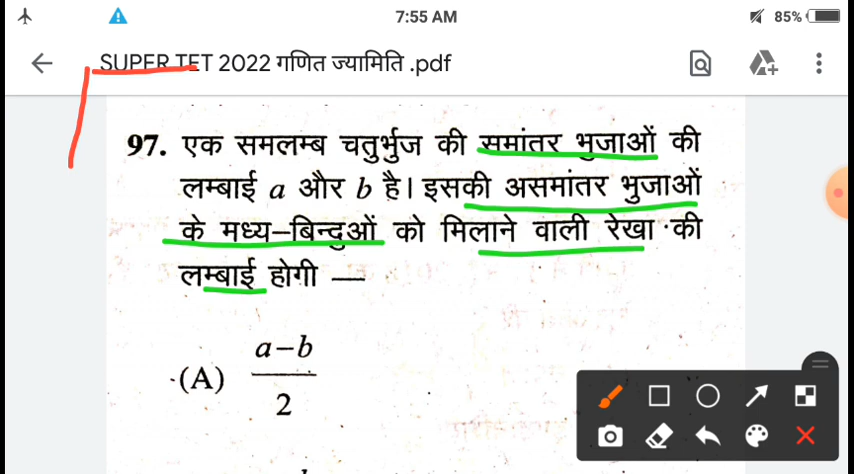 7:55 AM
85%
SUPER TET 2022 गणित ज्यामिति .pdf
97. एक समलम्ब चतुर्भुज की समांतर भुजाओं की
लम्बाई a और b है। इसकी असमांतर भुजाओं
के मध्य–बिन्दुओं को मिलाने वाली रेखा की
लम्बाई होगी —
(A) a–b
2